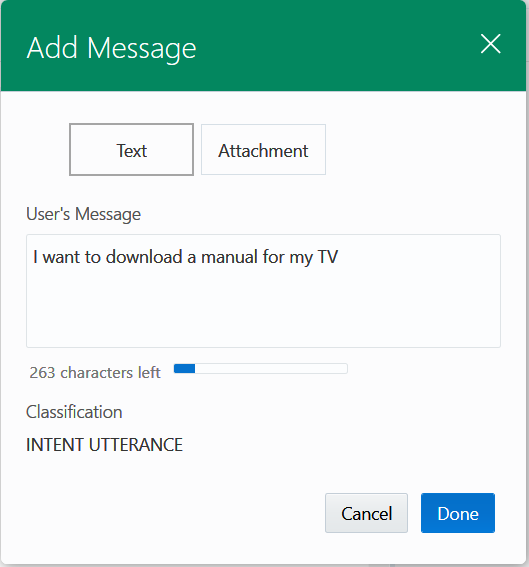 Add Message
Text
Attachment
User's Message
I want to download a manual for my TV
263 characters left
Classification
INTENT UTTERANCE
Cancel
Done